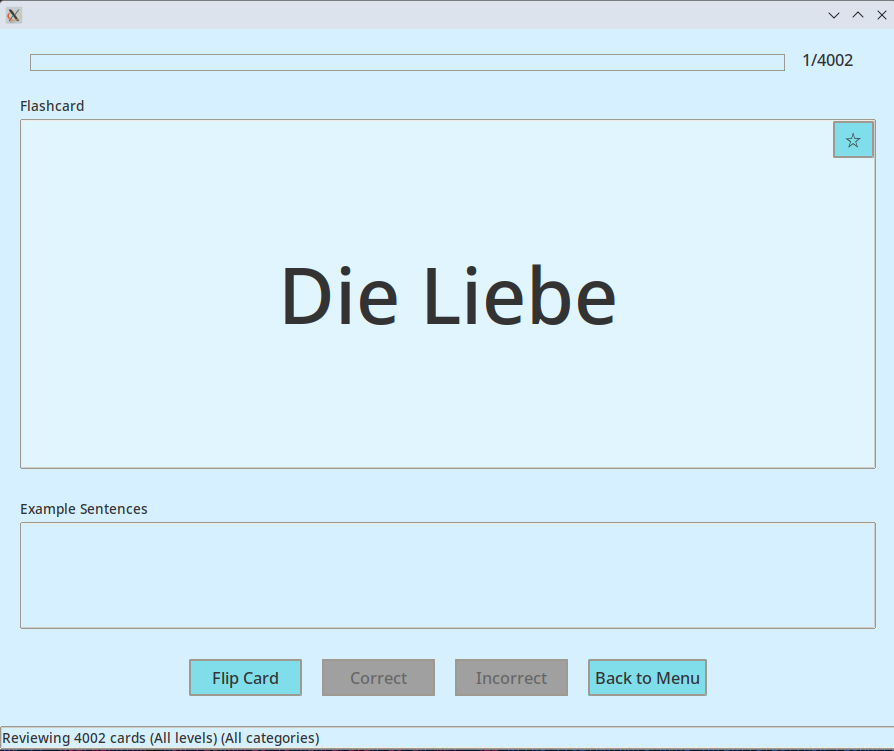 1/4002
Flashcard
☆
Die Liebe
Example Sentences
Flip Card Correct Incorrect Back to Menu
Reviewing 4002 cards (All levels) (All categories)